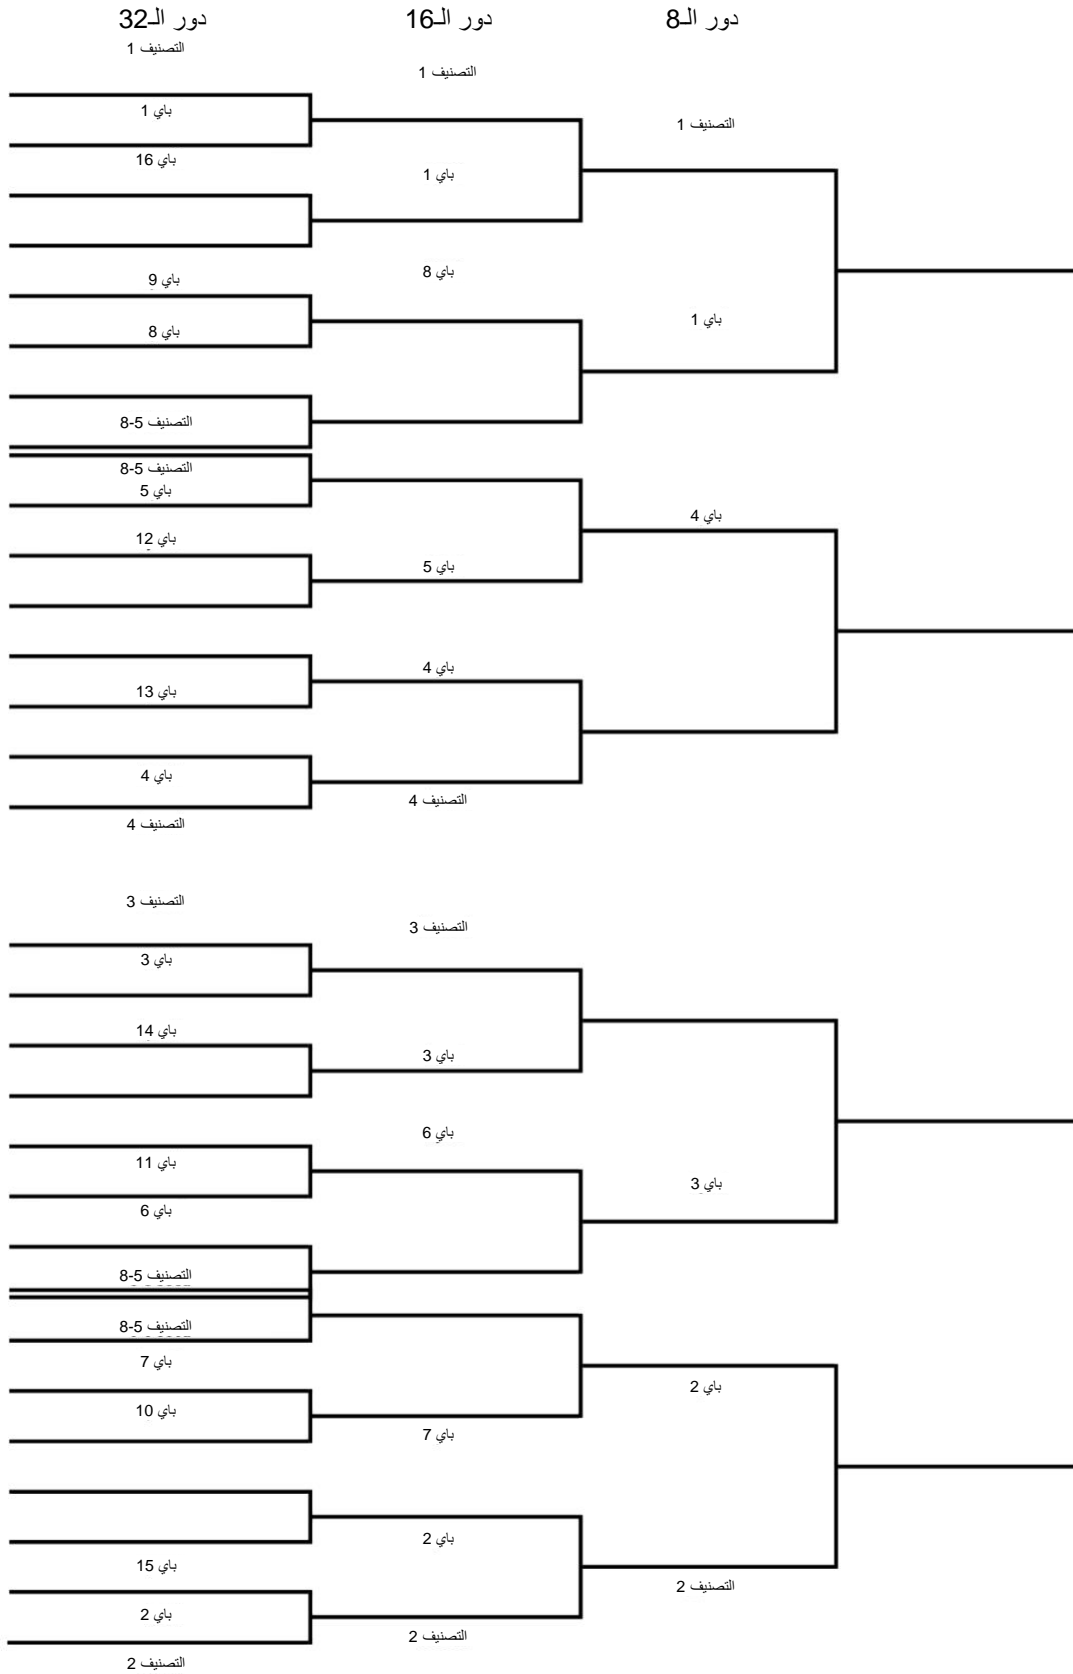 دور الـ32
دور الـ16
دور الـ8
التصنيف 1
باي 1
باي 16
باي 9
باي 8
التصنيف 5-8
التصنيف 5-8
باي 5
باي 12
باي 13
باي 4
التصنيف 4
التصنيف 3
باي 3
باي 14
باي 11
باي 6
التصنيف 5-8
التصنيف 5-8
باي 7
باي 10
باي 15
باي 2
التصنيف 2
التصنيف 1
باي 1
باي 8
باي 5
باي 4
التصنيف 4
التصنيف 3
باي 3
باي 6
باي 7
باي 2
التصنيف 2
التصنيف 1
باي 1
باي 4
باي 3
باي 2
التصنيف 2